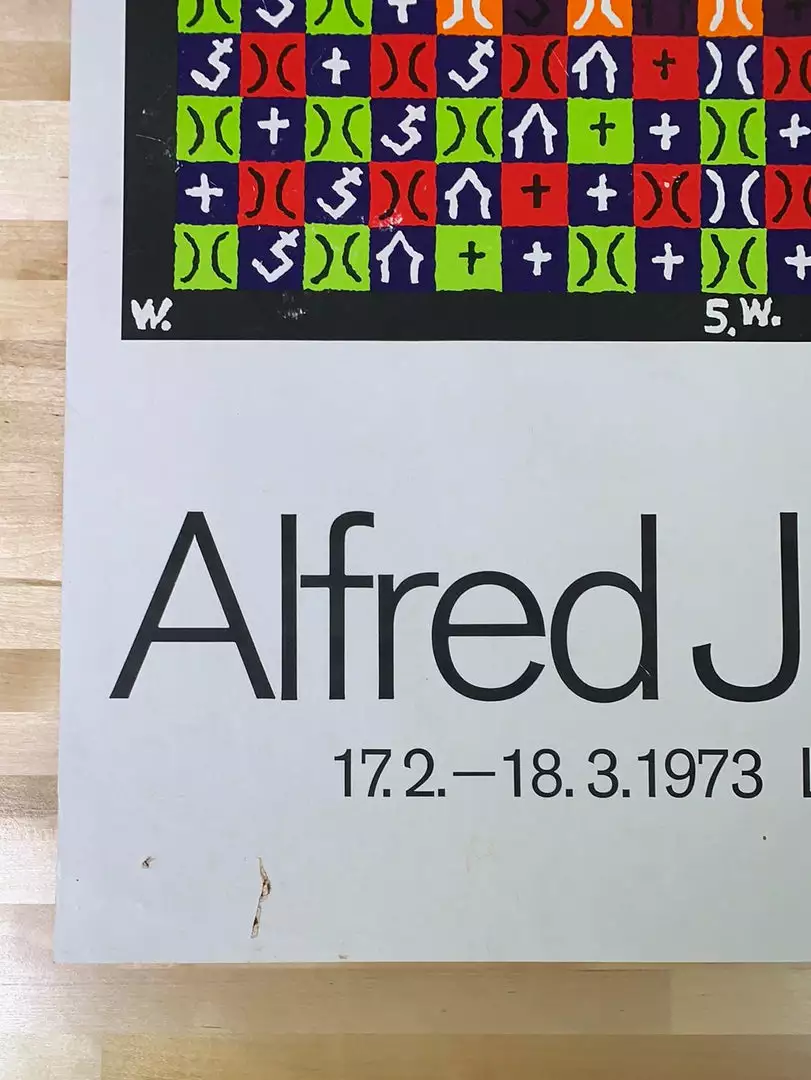 W. S.W.
Alfred J
17.2.—18.3.1973 L